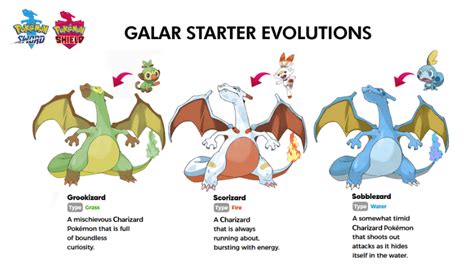 Pokémon Pokémon
SWORD SHIELD
GALAR STARTER EVOLUTIONS
Grookizard
Type Grass
A mischievous Charizard
Pokémon that is full
of boundless
curiosity.
Scorizard
Type Fire
A Charizard
that is always
running about,
bursting with energy.
Sobblezard
Type Water
A somewhat timid
Charizard Pokémon
that shoots out
attacks as it hides
itself in the water.